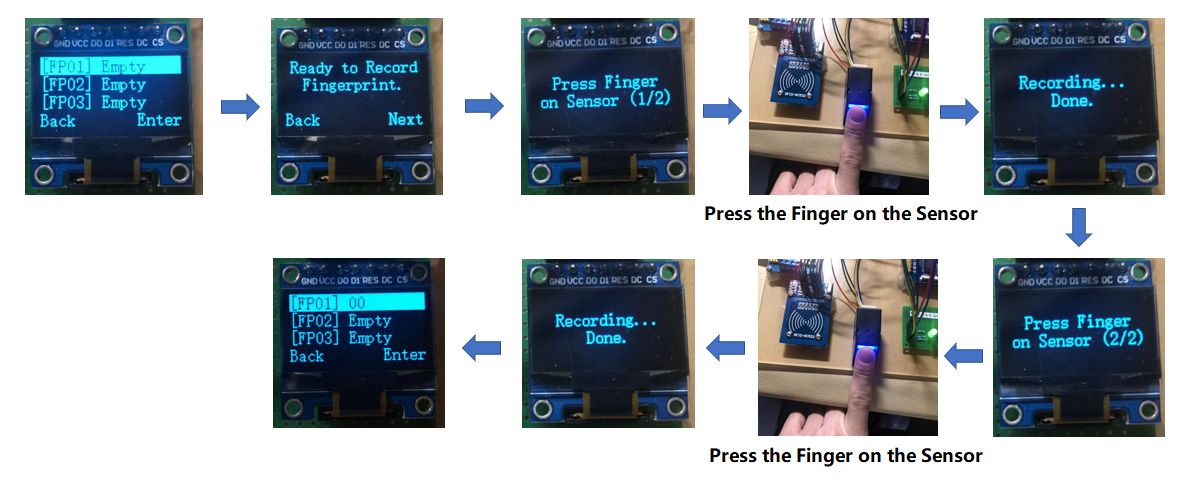 GND VCC D0 D1 RES DC CS
[FP01] Empty
[FP02] Empty
[FP03] Empty
Back Enter
GND VCC D0 D1 RES DC CS
Ready to Record
Fingerprint.
Back Next
GND VCC D0 D1 RES DC CS
Press Finger
on Sensor (1/2)
RFID-RC522
Press the Finger on the Sensor
GND VCC D0 D1 RES DC CS
Recording...
Done.
GND VCC D0 D1 RES DC CS
Press Finger
on Sensor (2/2)
RFID-RC522
Press the Finger on the Sensor
GND VCC D0 D1 RES DC CS
Recording...
Done.
GND VCC D0 D1 RES DC CS
[FP01] 00
[FP02] Empty
[FP03] Empty
Back Enter